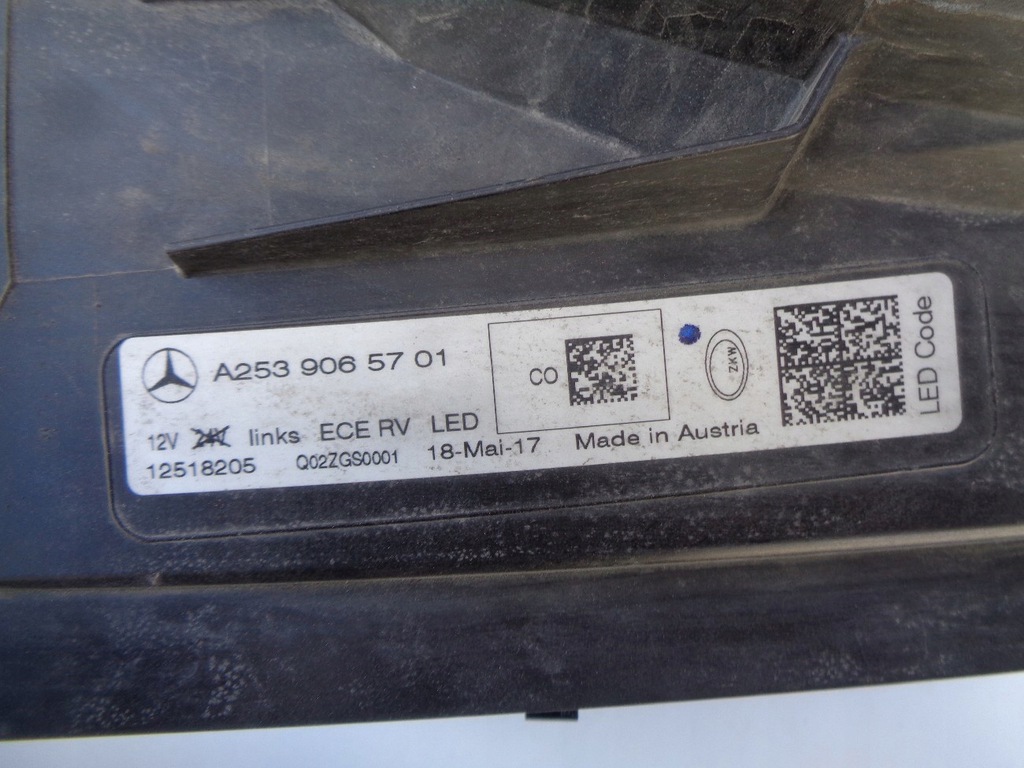 A253 906 57 01
CO
ZKW
LED Code
12V 24V links ECE RV LED
12518205 Q02ZGS0001 18-Mai-17 Made in Austria